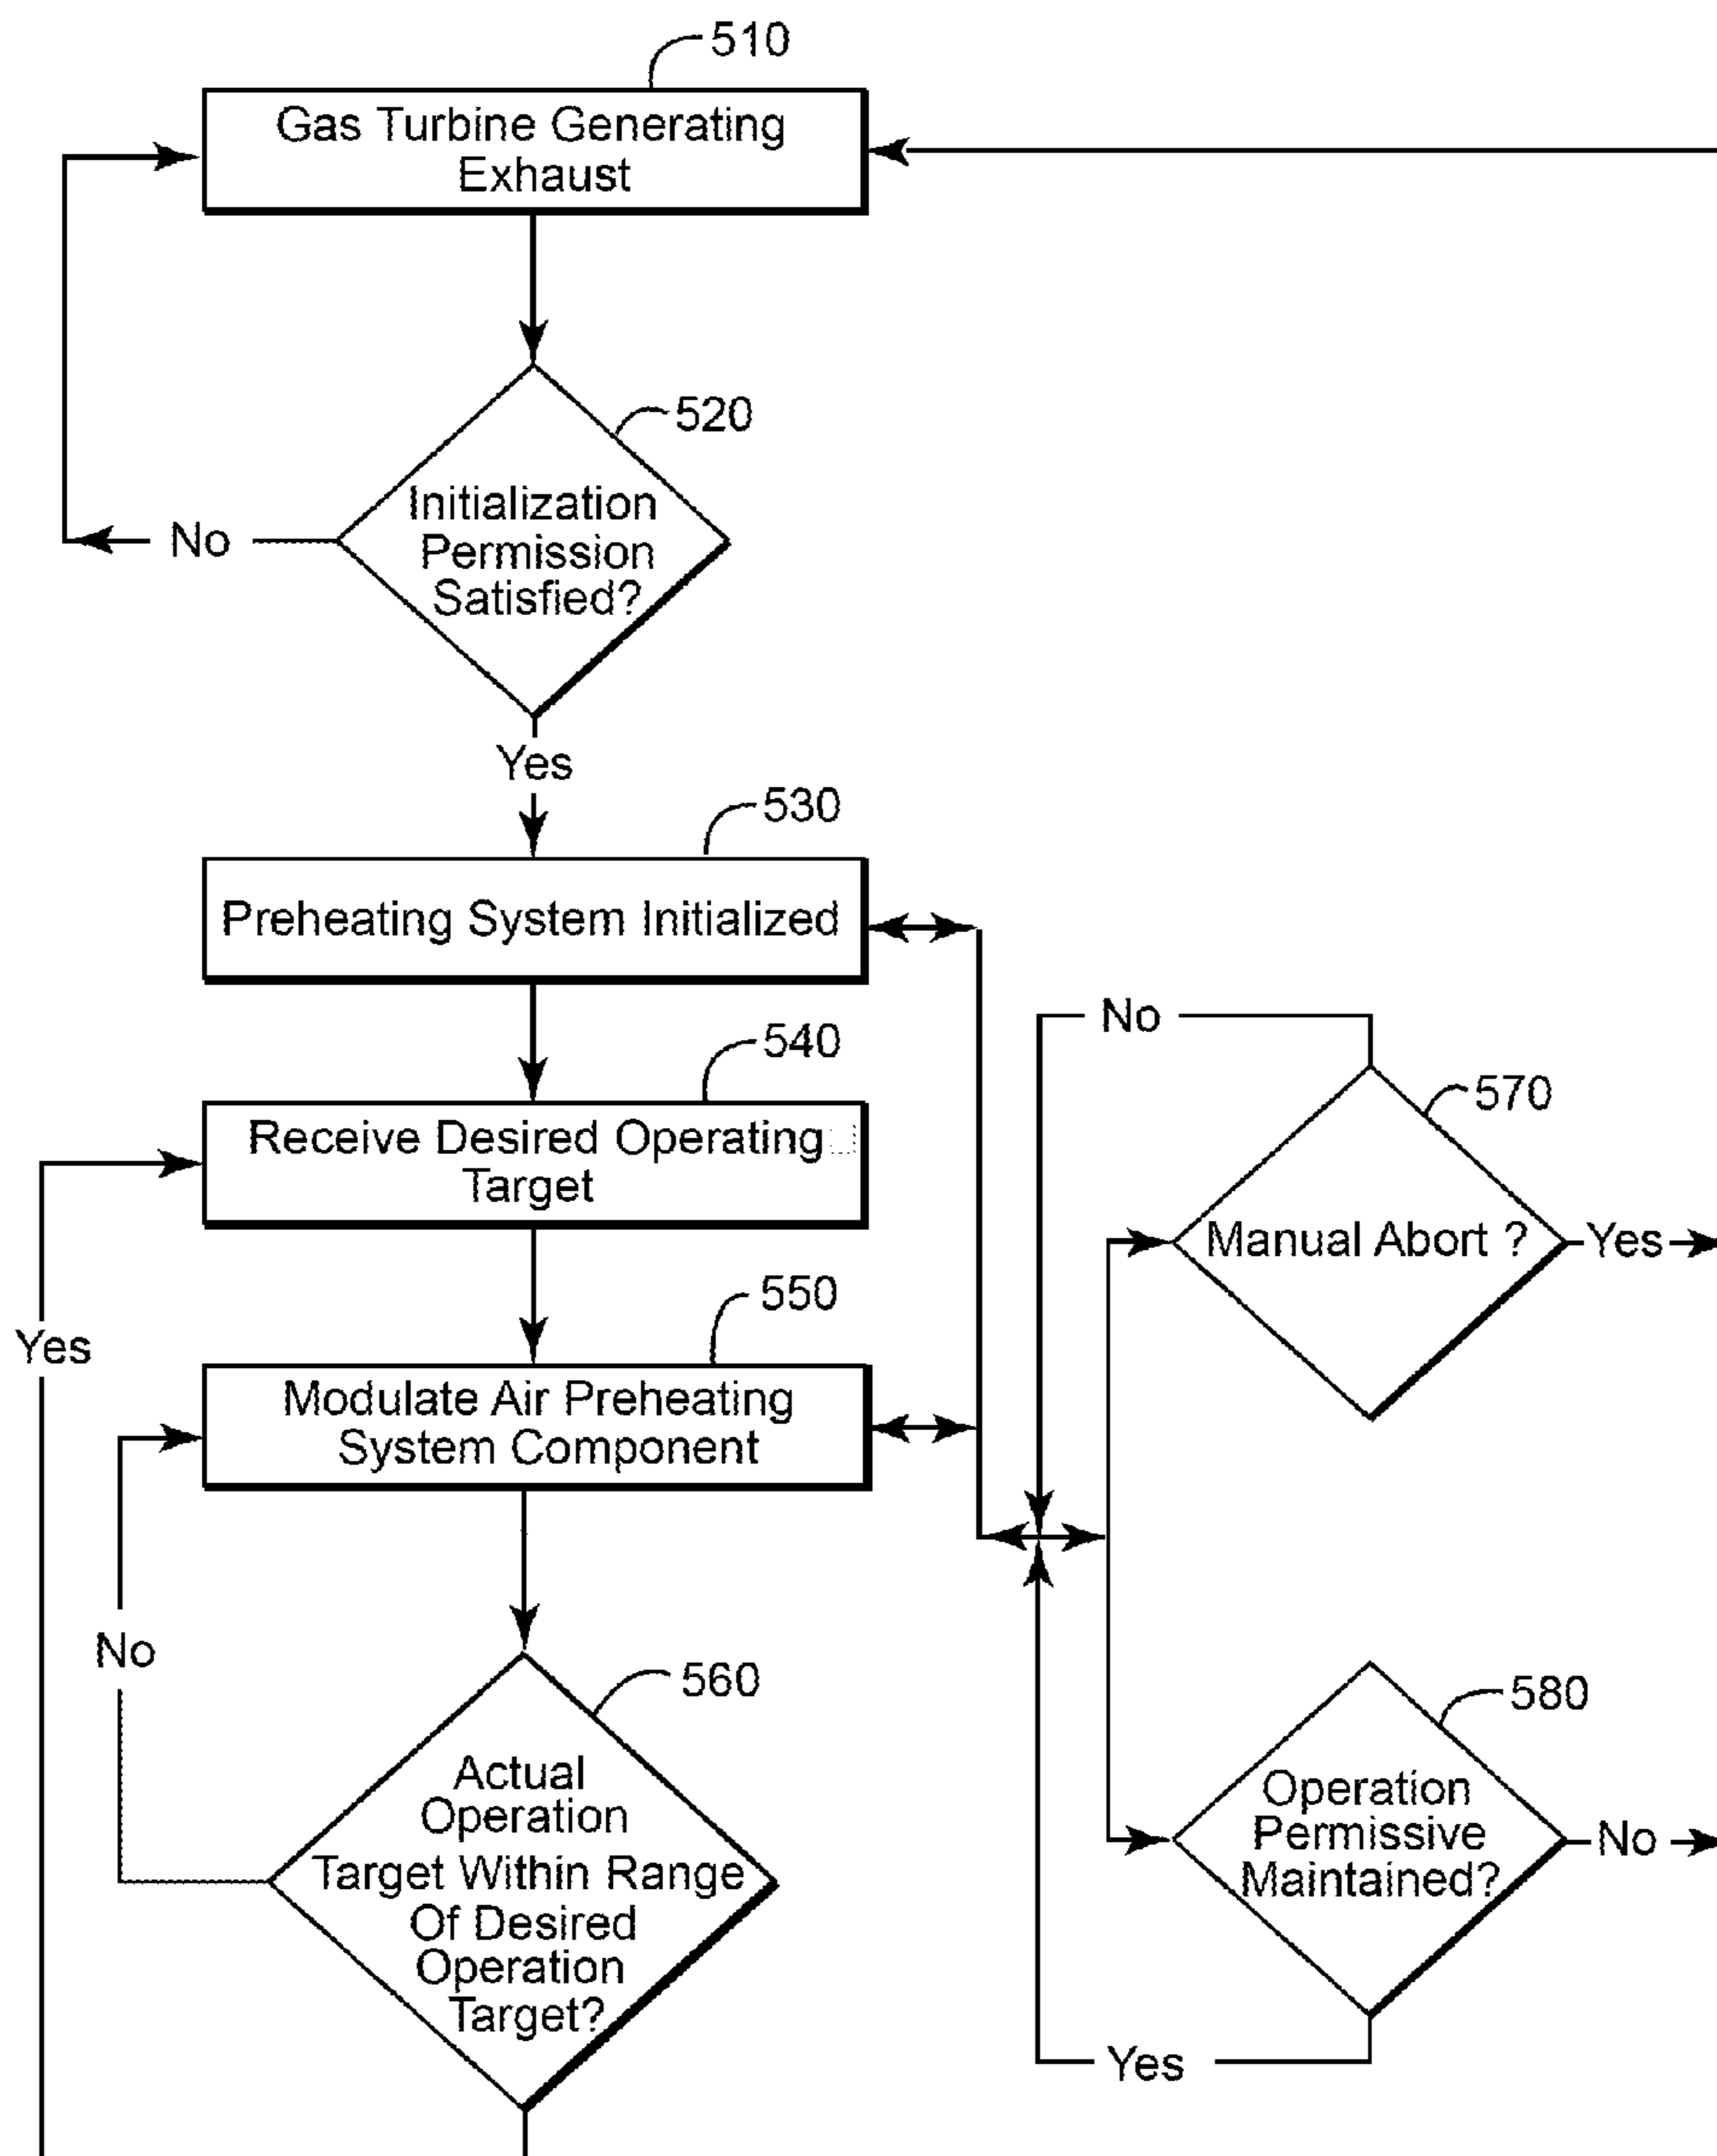 510
Gas Turbine Generating
Exhaust
520
Initialization
Permission
Satisfied?
No
Yes
530
Preheating System Initialized
540
Receive Desired Operating
Target
Yes
550
Modulate Air Preheating
System Component
No
560
Actual
Operation
Target Within Range
Of Desired
Operation
Target?
No
570
Manual Abort ?
Yes
580
Operation
Permissive
Maintained?
No
Yes